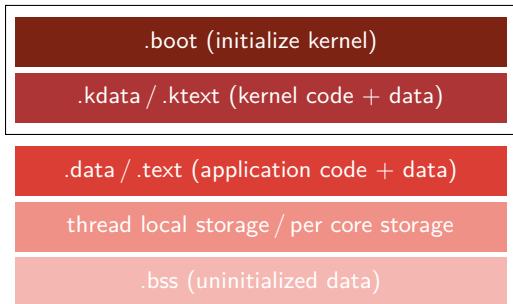 .boot (initialize kernel)
.kdata / .ktext (kernel code + data)
.data / .text (application code + data)
thread local storage / per core storage
.bss (uninitialized data)